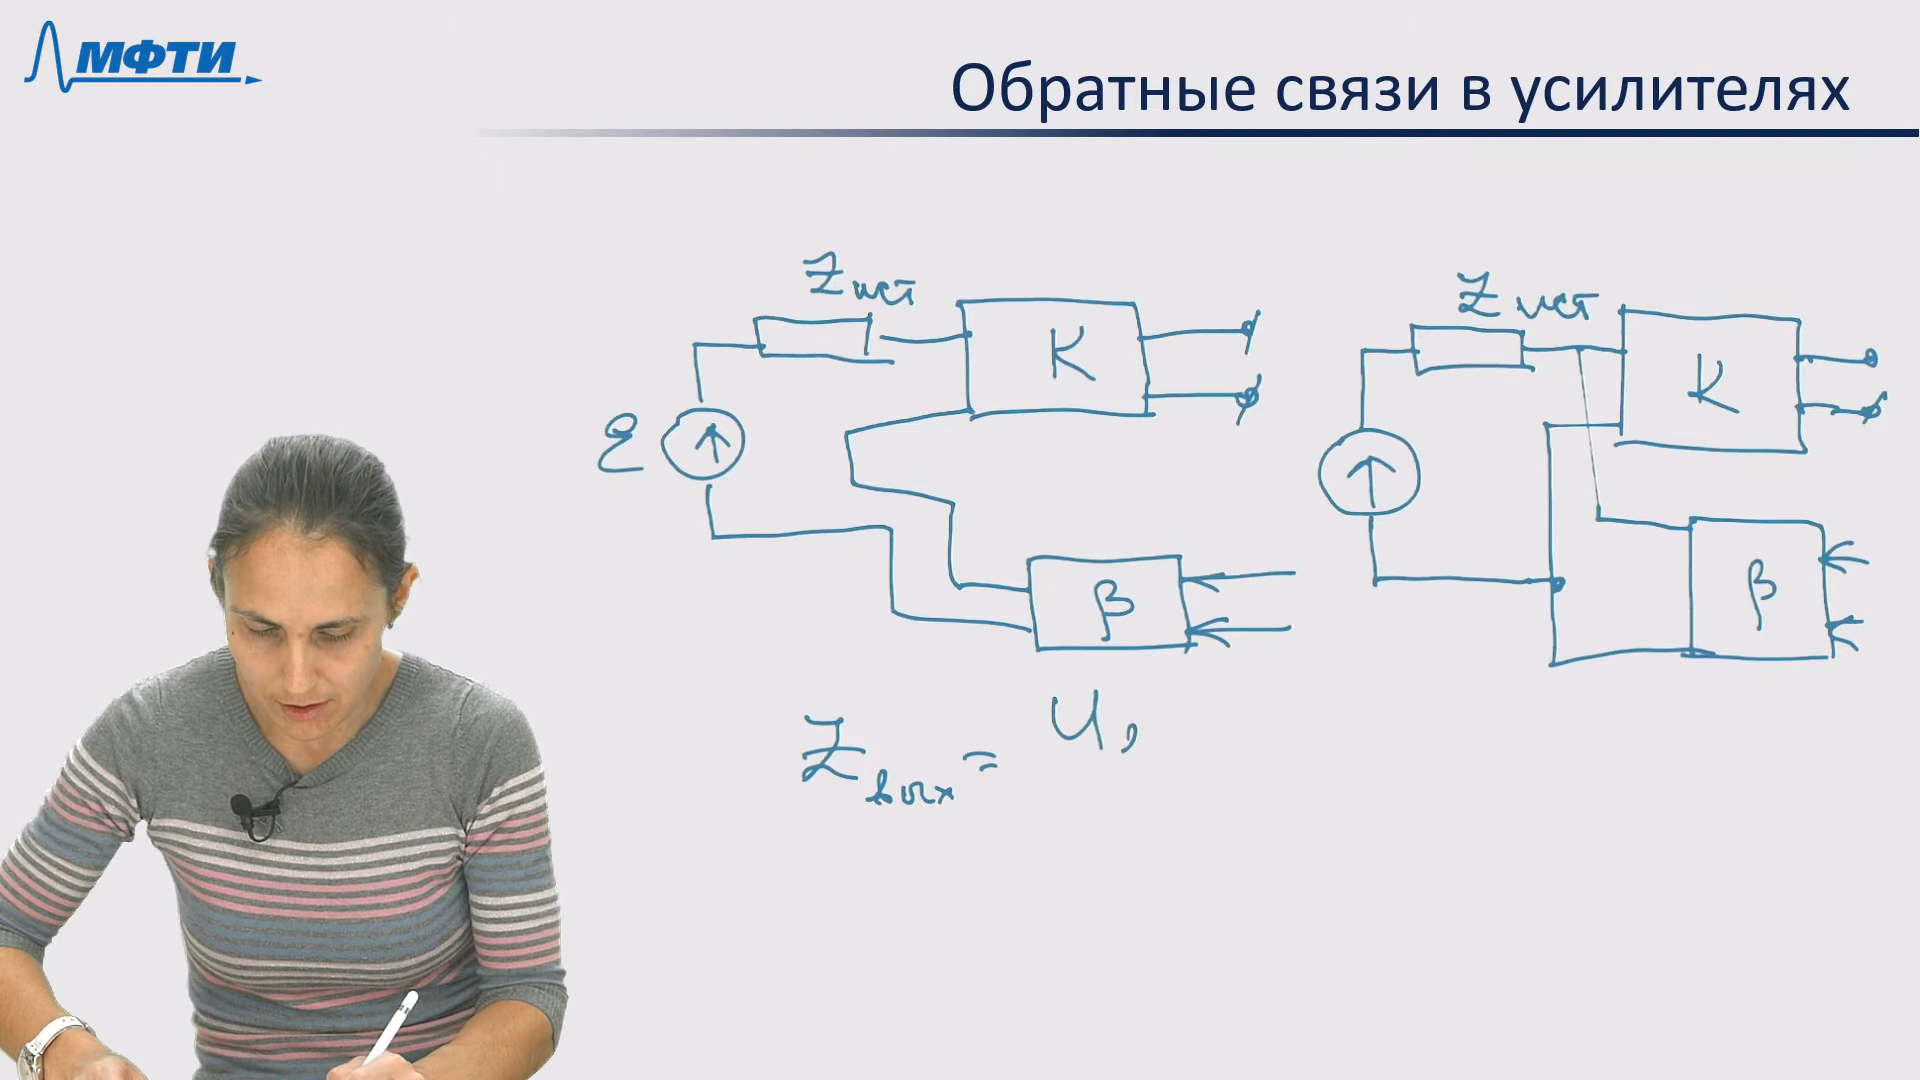 МФТИ
Обратные связи в усилителях
Zист
K
ℰ
β
Zист
K
β
Zвых = U,